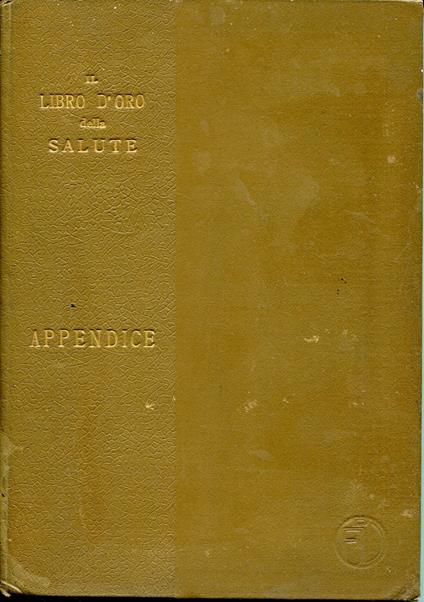 IL
LIBRO D'ORO
della
SALUTE
APPENDICE